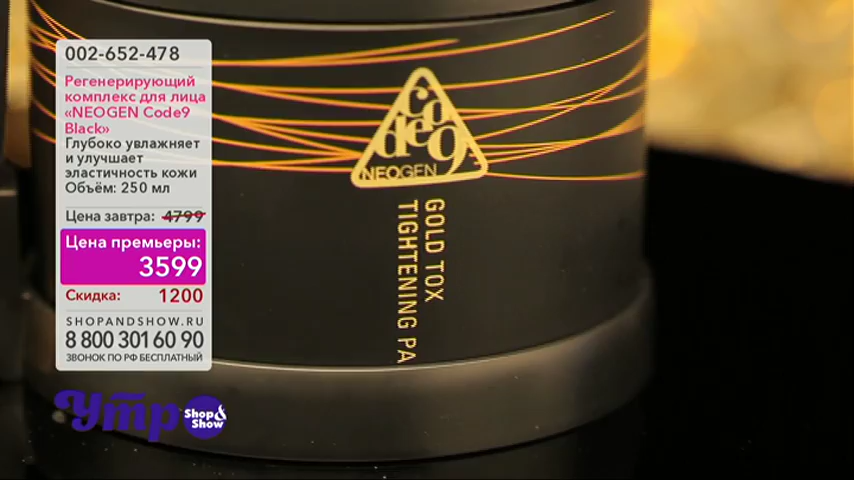 002-652-478
Регенерирующий
комплекс для лица
«NEOGEN Code9
Black»
Глубоко увлажняет
и улучшает
эластичность кожи
Объём: 250 мл
Цена завтра: 4799
Цена премьеры:
3599
Скидка: 1200
SHOPANDSHOW.RU
8 800 301 60 90
ЗВОНОК ПО РФ БЕСПЛАТНЫЙ
Утро
Shop&
Show
code9
NEOGEN
GOLD TOX
TIGHTENING PA